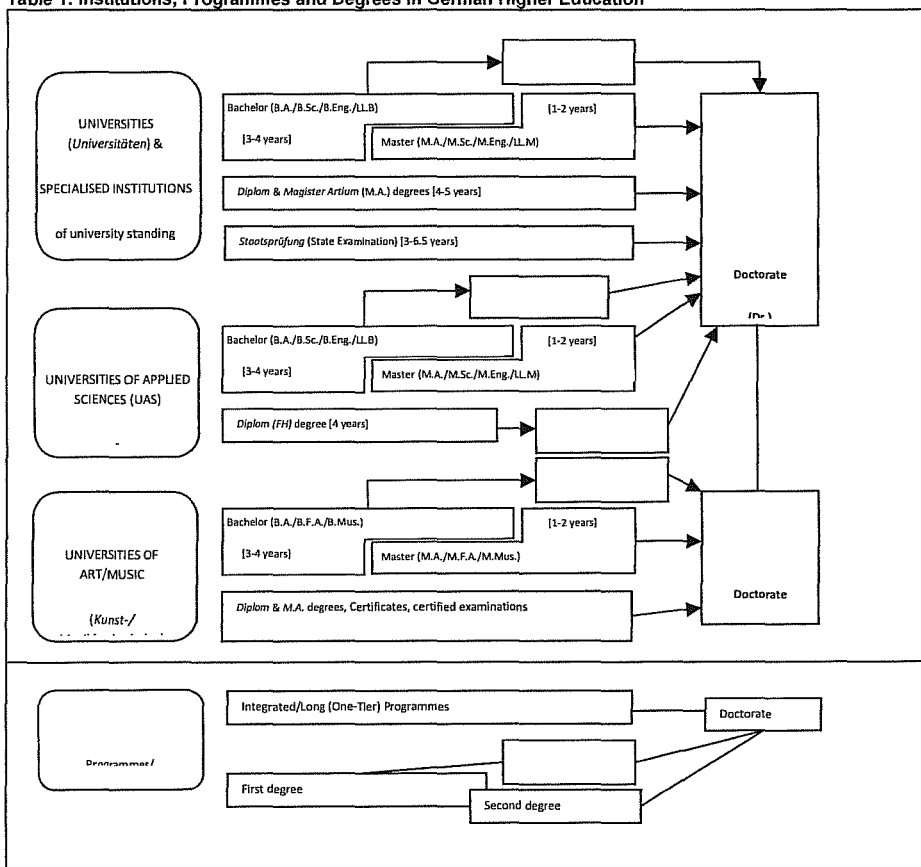 Table 1: Institutions, Programmes and Degrees in German Higher Education
UNIVERSITIES
(Universitäten) &
SPECIALISED INSTITUTIONS
of university standing
Bachelor (B.A./B.Sc./B.Eng./LL.B)
[3-4 years]
[1-2 years]
Master (M.A./M.Sc./M.Eng./LL.M)
Diplom & Magister Artium (M.A.) degrees [4-5 years]
Staatsprüfung (State Examination) [3-6.5 years]
Doctorate
(Dr.)
UNIVERSITIES OF APPLIED
SCIENCES (UAS)
-
Bachelor (B.A./B.Sc./B.Eng./LL.B)
[3-4 years]
[1-2 years]
Master (M.A./M.Sc./M.Eng./LL.M)
Diplom (FH) degree [4 years]
UNIVERSITIES OF
ART/MUSIC
(Kunst-/
Bachelor (B.A./B.F.A./B.Mus.)
[3-4 years]
[1-2 years]
Master (M.A./M.F.A./M.Mus.)
Diplom & M.A. degrees, Certificates, certified examinations
Doctorate
Programmes/
Integrated/Long (One-Tier) Programmes
Doctorate
First degree
Second degree